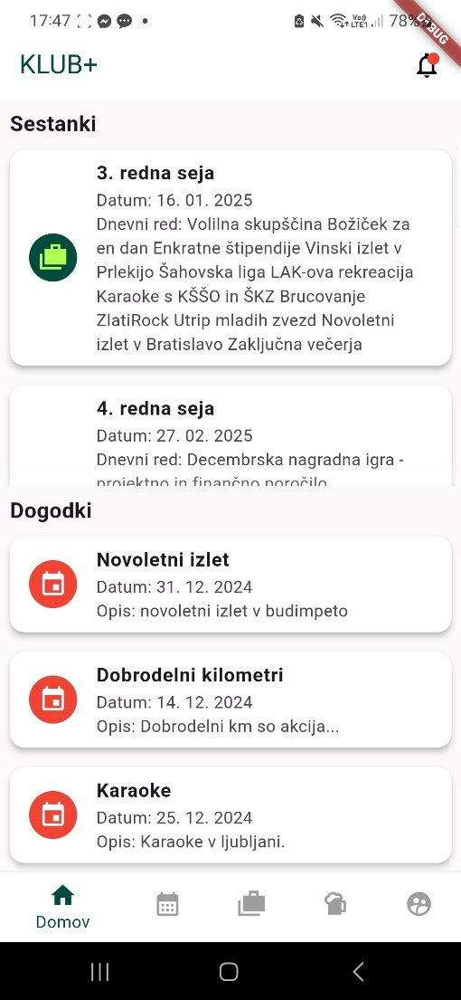 17:47
Vo))
LTE1
78%
DEBUG
KLUB+
Sestanki
3. redna seja
Datum: 16. 01. 2025
Dnevni red: Volilna skupščina Božiček za
en dan Enkratne štipendije Vinski izlet v
Prlekijo Šahovska liga LAK-ova rekreacija
Karaoke s KŠŠO in ŠKZ Brucovanje
ZlatiRock Utrip mladih zvezd Novoletni
izlet v Bratislavo Zaključna večerja
4. redna seja
Datum: 27. 02. 2025
Dnevni red: Decembrska nagradna igra -
projektno in finančno poročilo
Dogodki
Novoletni izlet
Datum: 31. 12. 2024
Opis: novoletni izlet v budimpeto
Dobrodelni kilometri
Datum: 14. 12. 2024
Opis: Dobrodelni km so akcija...
Karaoke
Datum: 25. 12. 2024
Opis: Karaoke v ljubljani.
Domov